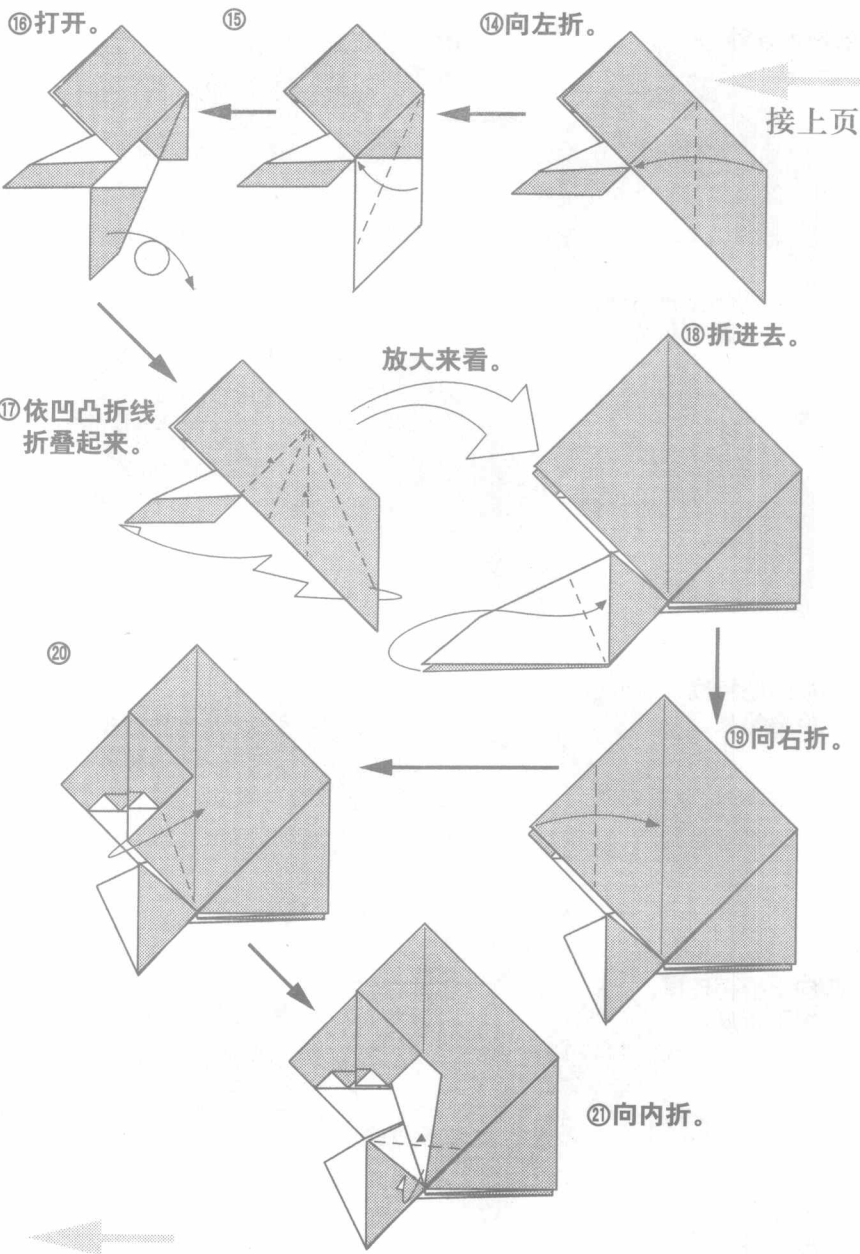 接上页
⑭向左折。
⑮
⑯打开。
⑰依凹凸折线
折叠起来。
放大来看。
⑱折进去。
⑲向右折。
⑳
㉑向内折。